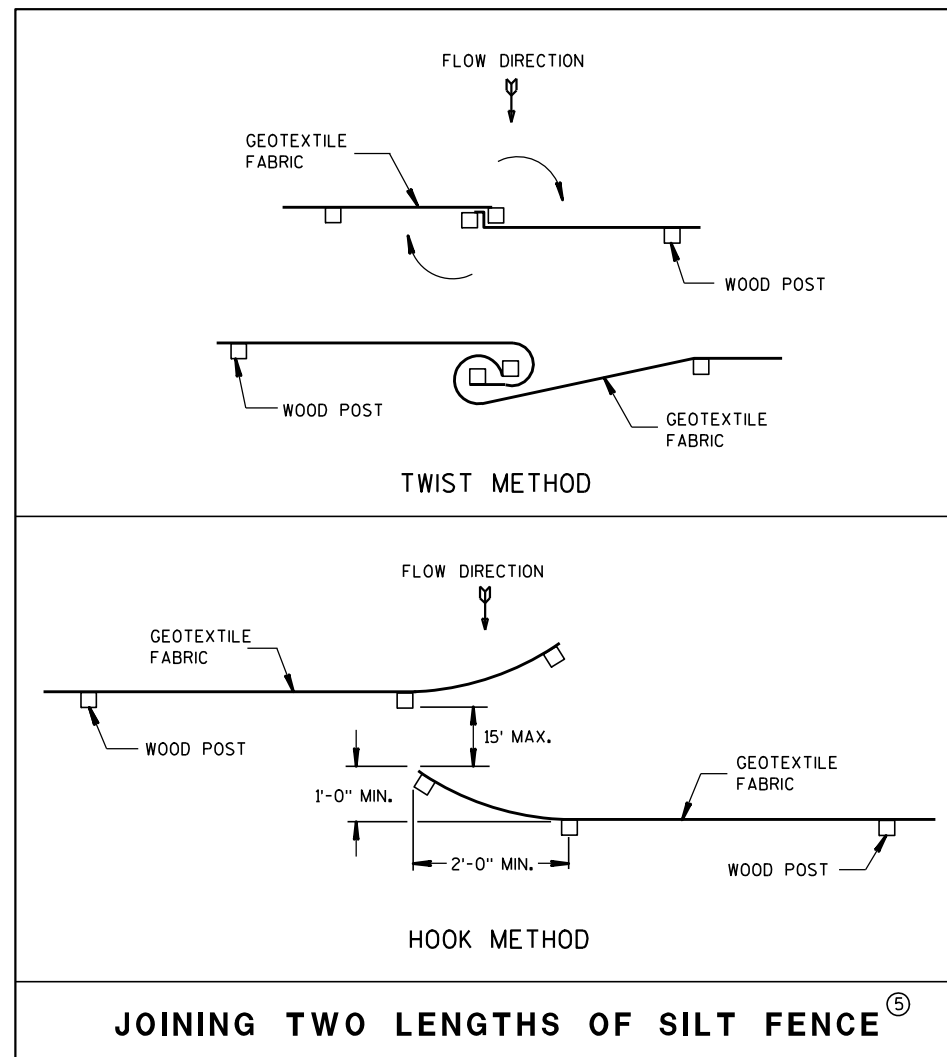 FLOW DIRECTION
GEOTEXTILE
FABRIC
WOOD POST
WOOD POST
GEOTEXTILE
FABRIC
TWIST METHOD
FLOW DIRECTION
GEOTEXTILE
FABRIC
WOOD POST
15' MAX.
1'-0" MIN.
GEOTEXTILE
FABRIC
2'-0" MIN.
WOOD POST
HOOK METHOD
JOINING TWO LENGTHS OF SILT FENCE ⑤